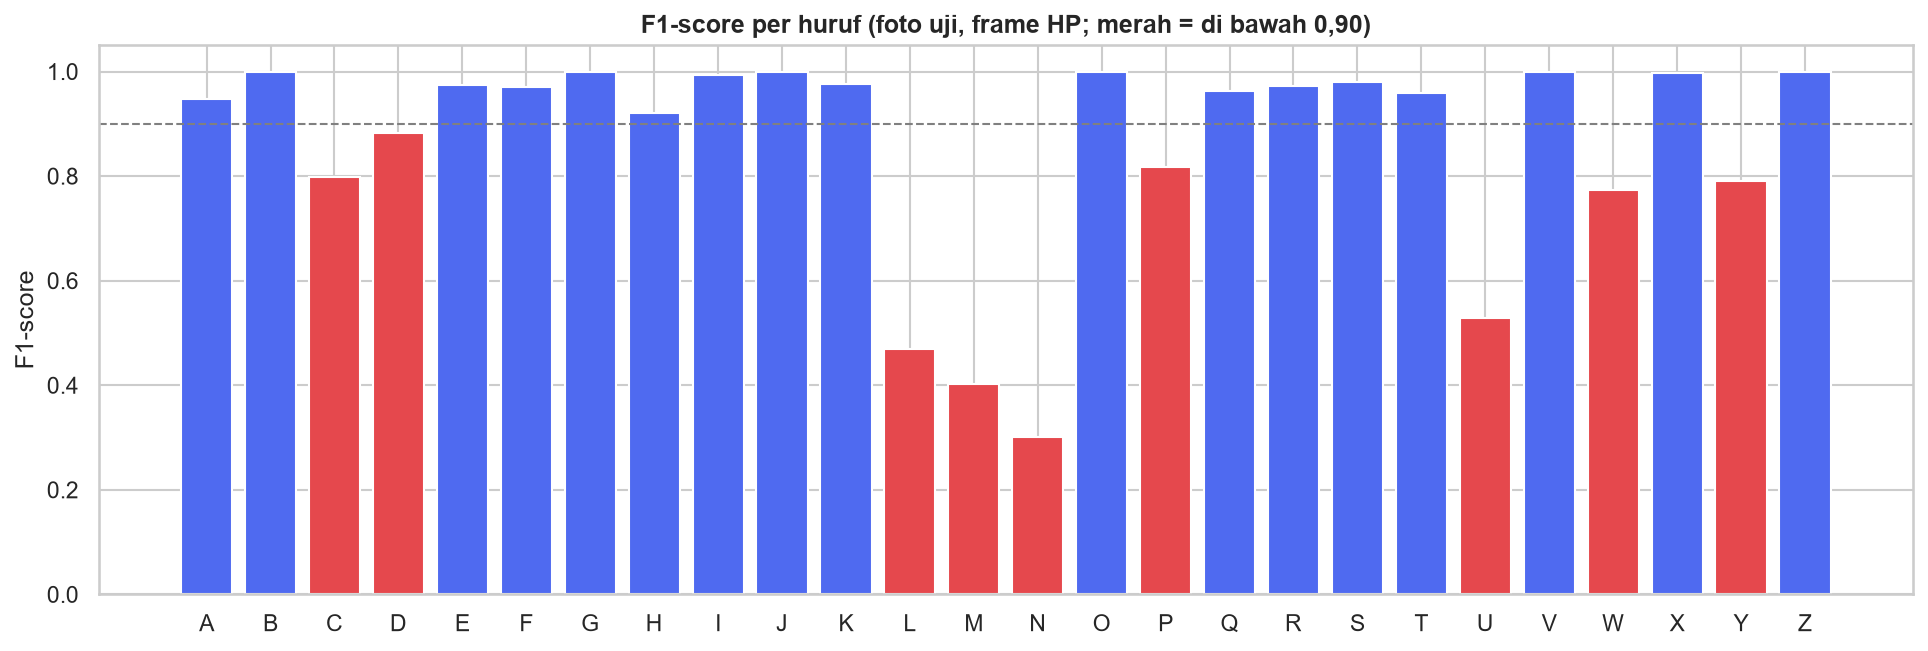 F1-score per huruf (foto uji, frame HP; merah = di bawah 0,90)
F1-score
1.0
0.8
0.6
0.4
0.2
0.0
A B C D E F G H I J K L M N O P Q R S T U V W X Y Z